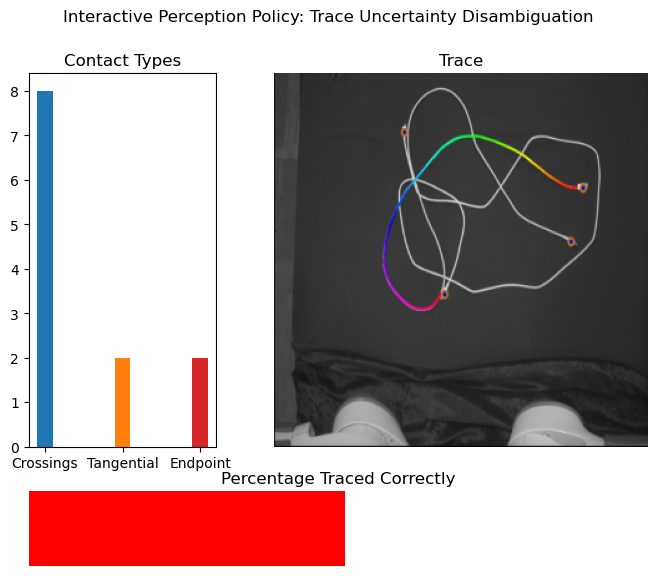 Interactive Perception Policy: Trace Uncertainty Disambiguation
Contact Types
Trace
8
7
6
5
4
3
2
1
0
Crossings
Tangential
Endpoint
Percentage Traced Correctly